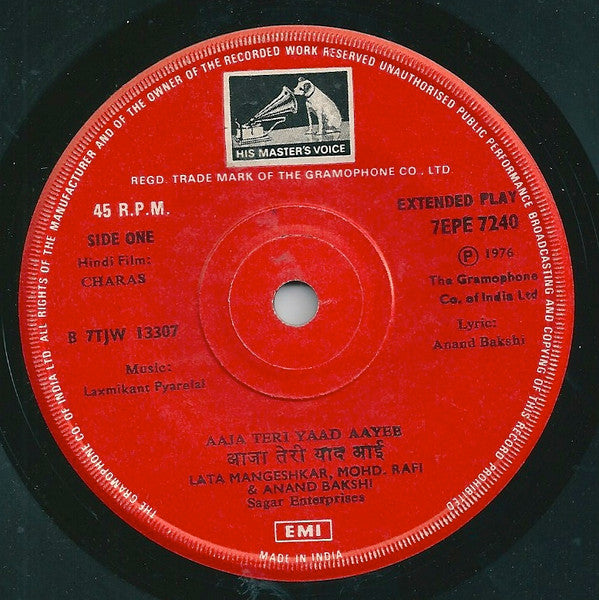 THE GRAMOPHONE CO. OF INDIA LTD. ALL RIGHTS OF THE MANUFACTURER AND OF THE OWNER OF THE RECORDED WORK RESERVED UNAUTHORISED PUBLIC PERFORMANCE BROADCASTING AND COPYING OF THIS RECORD PROHIBITED
HIS MASTER'S VOICE
REGD. TRADE MARK OF THE GRAMOPHONE CO., LTD.
45 R.P.M.
SIDE ONE
Hindi Film:
CHARAS
B 7TJW 13307
Music:
Laxmikant Pyarelal
EXTENDED PLAY
7EPE 7240
Ⓟ 1976
The Gramophone
Co. of India Ltd
Lyric:
Anand Bakshi
AAJA TERI YAAD AAYEE
आजा तेरी याद आई
LATA MANGESHKAR, MOHD. RAFI
& ANAND BAKSHI
Sagar Enterprises
EMI
MADE IN INDIA